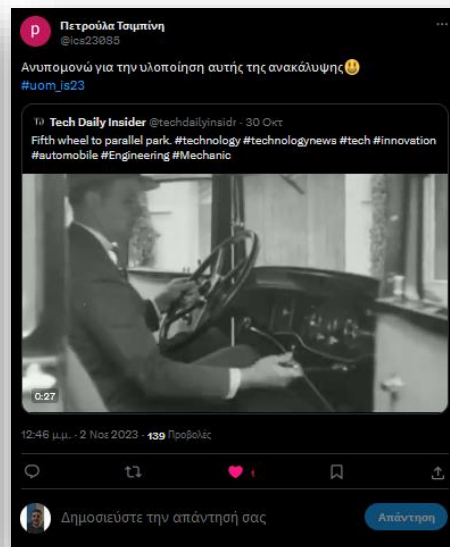 p
Πετρούλα Τσιμπίνη
@ics23085
Ανυπομονώ για την υλοποίηση αυτής της ανακάλυψης😃
#uom_is23
TD Tech Daily Insider @techdailyinsidr · 30 Οκτ
Fifth wheel to parallel park. #technology #technologynews #tech #innovation
#automobile #Engineering #Mechanic
0:27
12:46 μ.μ. · 2 Νοε 2023 · 139 Προβολές
1
Δημοσιεύστε την απάντησή σας
Απάντηση